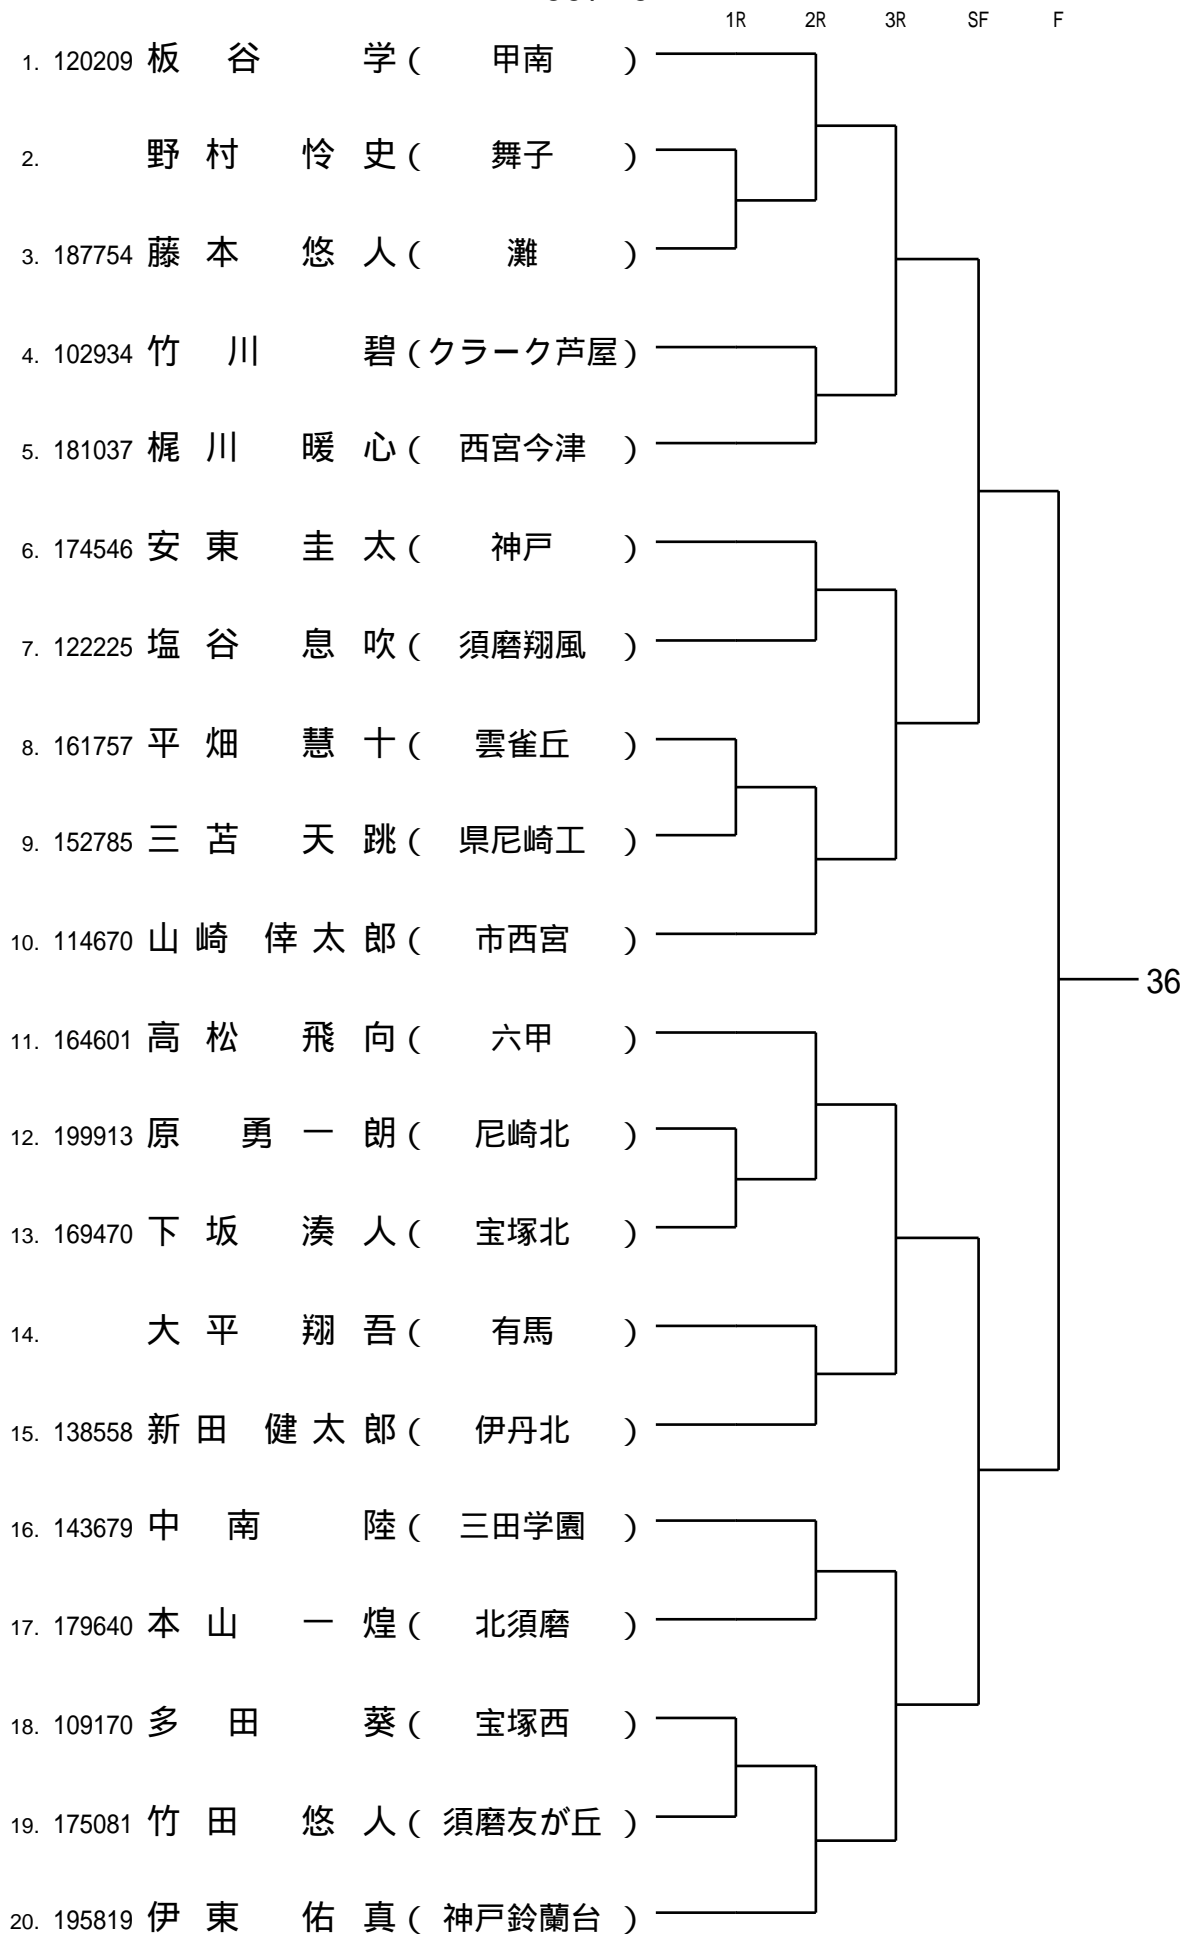 1R 2R 3R SF F
1. 120209 板谷 学 ( 甲南 )
2. 野村 怜史 ( 舞子 )
3. 187754 藤本 悠人 ( 灘 )
4. 102934 竹川 碧 (クラーク芦屋)
5. 181037 梶川 暖心 ( 西宮今津 )
6. 174546 安東 圭太 ( 神戸 )
7. 122225 塩谷 息吹 ( 須磨翔風 )
8. 161757 平畑 慧十 ( 雲雀丘 )
9. 152785 三苫 天跳 ( 県尼崎工 )
10. 114670 山崎 倖太郎 ( 市西宮 )
36
11. 164601 高松 飛向 ( 六甲 )
12. 199913 原 勇一朗 ( 尼崎北 )
13. 169470 下坂 湊人 ( 宝塚北 )
14. 大平 翔吾 ( 有馬 )
15. 138558 新田 健太郎 ( 伊丹北 )
16. 143679 中南 陸 ( 三田学園 )
17. 179640 本山 一煌 ( 北須磨 )
18. 109170 多田 葵 ( 宝塚西 )
19. 175081 竹田 悠人 ( 須磨友が丘 )
20. 195819 伊東 佑真 ( 神戸鈴蘭台 )